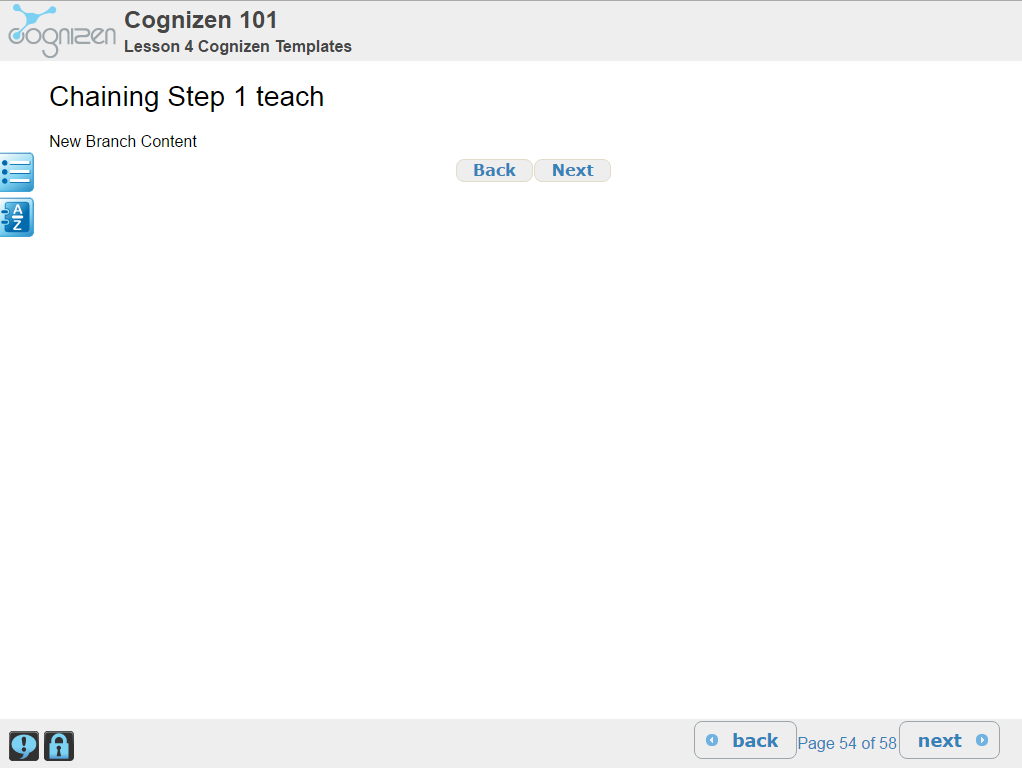 cognizen
Cognizen 101
Lesson 4 Cognizen Templates
Chaining Step 1 teach
New Branch Content
Back Next
A
Z
back Page 54 of 58 next